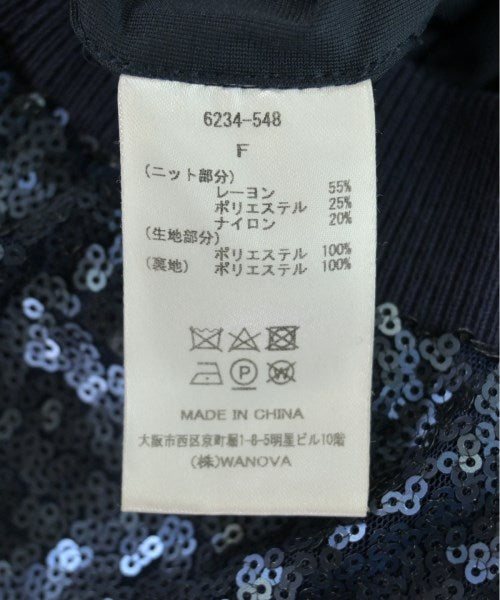 6234-548
F
(ニット部分)
レーヨン 55%
ポリエステル 25%
ナイロン 20%
(生地部分)
ポリエステル 100%
(裏地) ポリエステル 100%
P
W
MADE IN CHINA
大阪市西区京町堀1-8-5明星ビル10階
(株)WANOVA